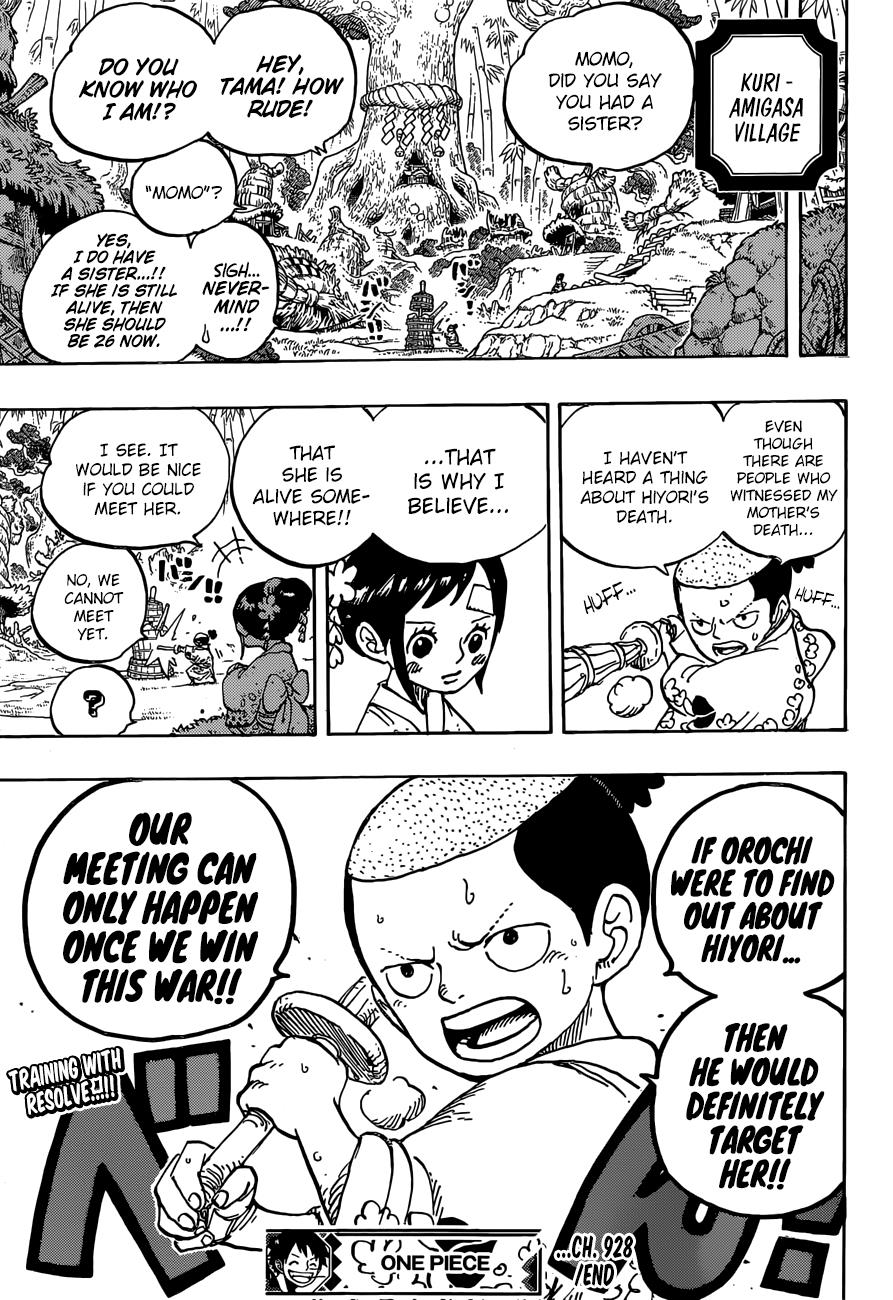 KURI -
AMIGASA
VILLAGE
MOMO,
DID YOU SAY
YOU HAD A
SISTER?
HEY,
TAMA! HOW
RUDE!
DO YOU
KNOW WHO
I AM!?
"MOMO"?
SIGH...
NEVER-
MIND
...!!
YES,
I DO HAVE
A SISTER...!!
IF SHE IS STILL
ALIVE, THEN
SHE SHOULD
BE 26 NOW.
EVEN
THOUGH
THERE ARE
PEOPLE WHO
WITNESSED MY
MOTHER'S
DEATH...
I HAVEN'T
HEARD A THING
ABOUT HIYORI'S
DEATH.
HUFF...
HUFF...
...THAT
IS WHY I
BELIEVE...
THAT
SHE IS
ALIVE SOME-
WHERE!!
I SEE. IT
WOULD BE NICE
IF YOU COULD
MEET HER.
NO, WE
CANNOT
MEET
YET.
?
IF OROCHI
WERE TO FIND
OUT ABOUT
HIYORI...
THEN
HE WOULD
DEFINITELY
TARGET
HER!!
OUR
MEETING CAN
ONLY HAPPEN
ONCE WE WIN
THIS WAR!!
TRAINING WITH
RESOLVE...!!!
ONE PIECE
...CH. 928
/END